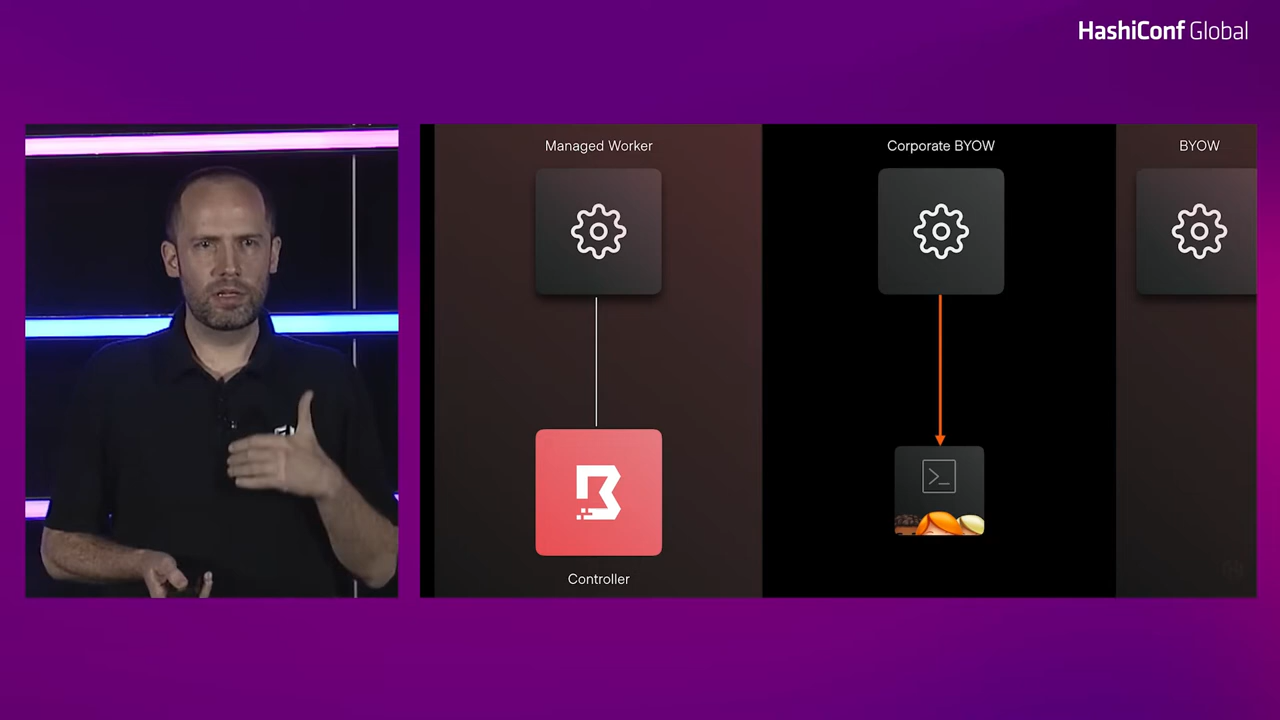 HashiConf Global
Managed Worker
Corporate BYOW
BYOW
>_
Controller